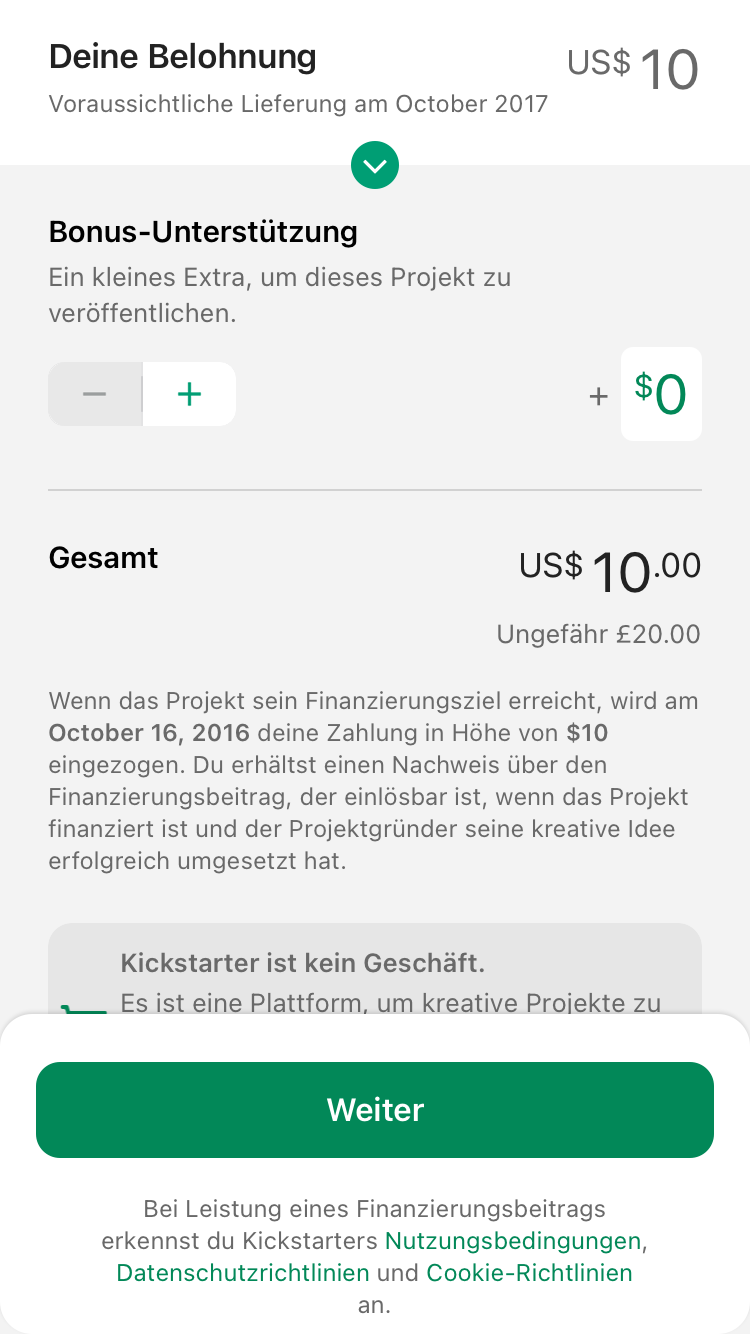 Deine Belohnung
US$ 10
Voraussichtliche Lieferung am October 2017
Bonus-Unterstützung
Ein kleines Extra, um dieses Projekt zu
veröffentlichen.
+ $0
Gesamt
US$ 10.00
Ungefähr £20.00
Wenn das Projekt sein Finanzierungsziel erreicht, wird am
October 16, 2016 deine Zahlung in Höhe von $10
eingezogen. Du erhältst einen Nachweis über den
Finanzierungsbeitrag, der einlösbar ist, wenn das Projekt
finanziert ist und der Projektgründer seine kreative Idee
erfolgreich umgesetzt hat.
Kickstarter ist kein Geschäft.
Es ist eine Plattform, um kreative Projekte zu
Weiter
Bei Leistung eines Finanzierungsbeitrags
erkennst du Kickstarters Nutzungsbedingungen,
Datenschutzrichtlinien und Cookie-Richtlinien
an.